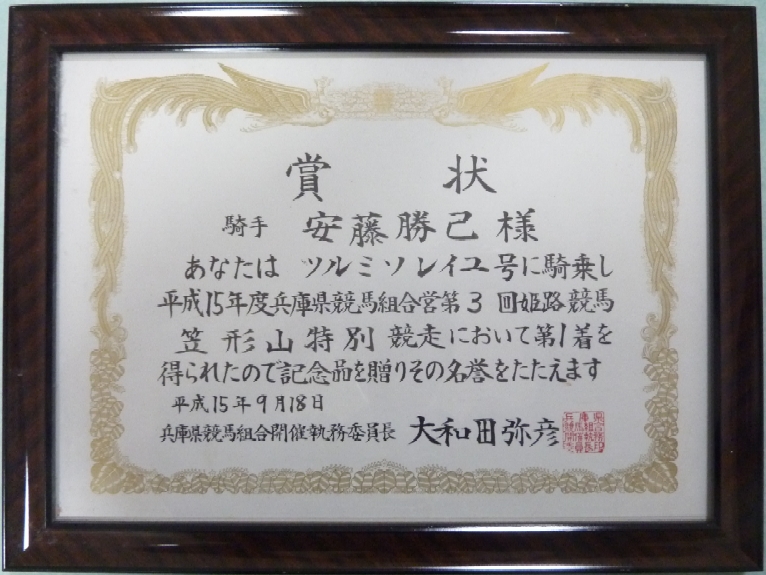 賞状
騎手 安藤勝己様
あなたは ツルミソレイユ号に騎乗し
平成15年度兵庫県競馬組合営第3回姫路競馬
笠形山特別競走において第1着を
得られたので記念品を贈りその名誉をたたえます
平成15年9月18日
兵庫県競馬組合開催執務委員長 大和田弥彦